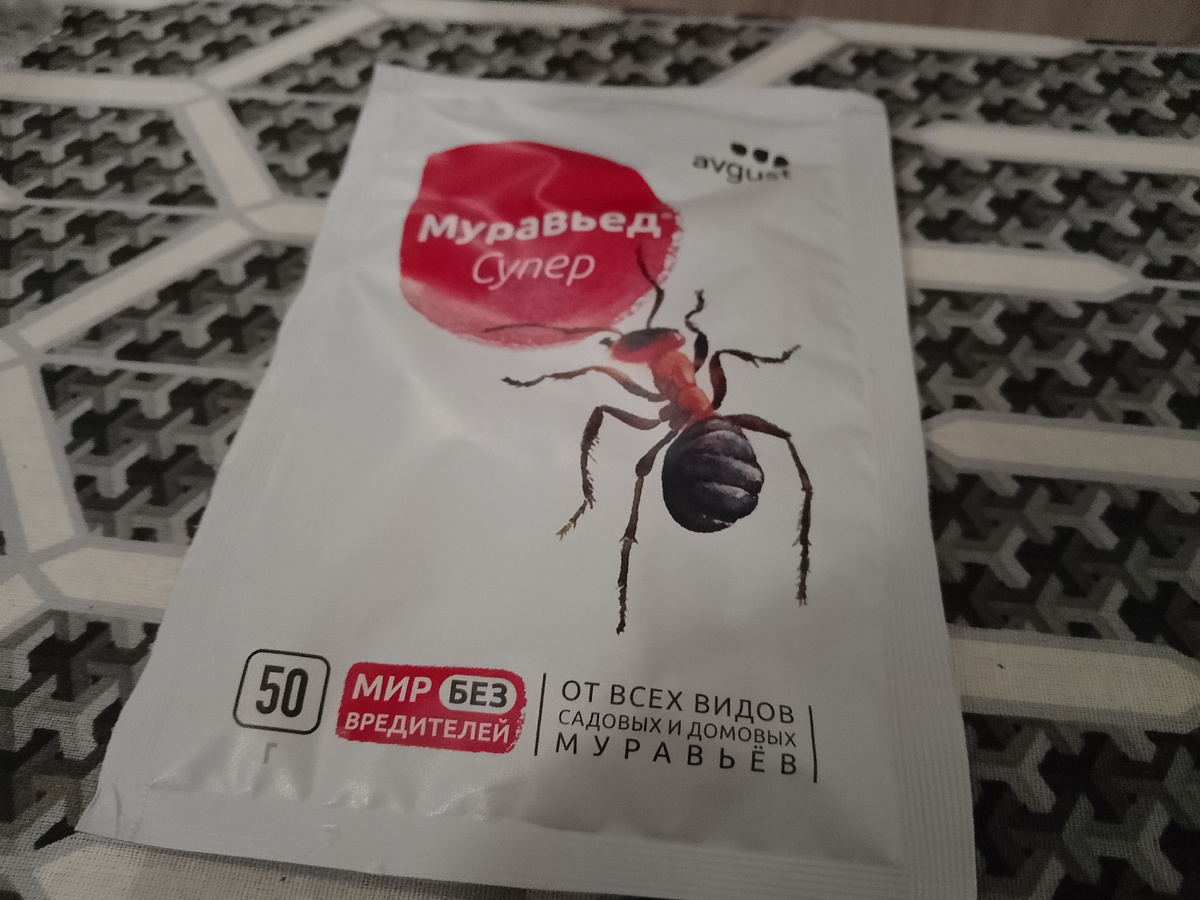 avgust
МураВьед®
Супер
50
г
МИР БЕЗ
ВРЕДИТЕЛЕЙ
ОТ ВСЕХ ВИДОВ
САДОВЫХ И ДОМОВЫХ
МУРАВЬЁВ